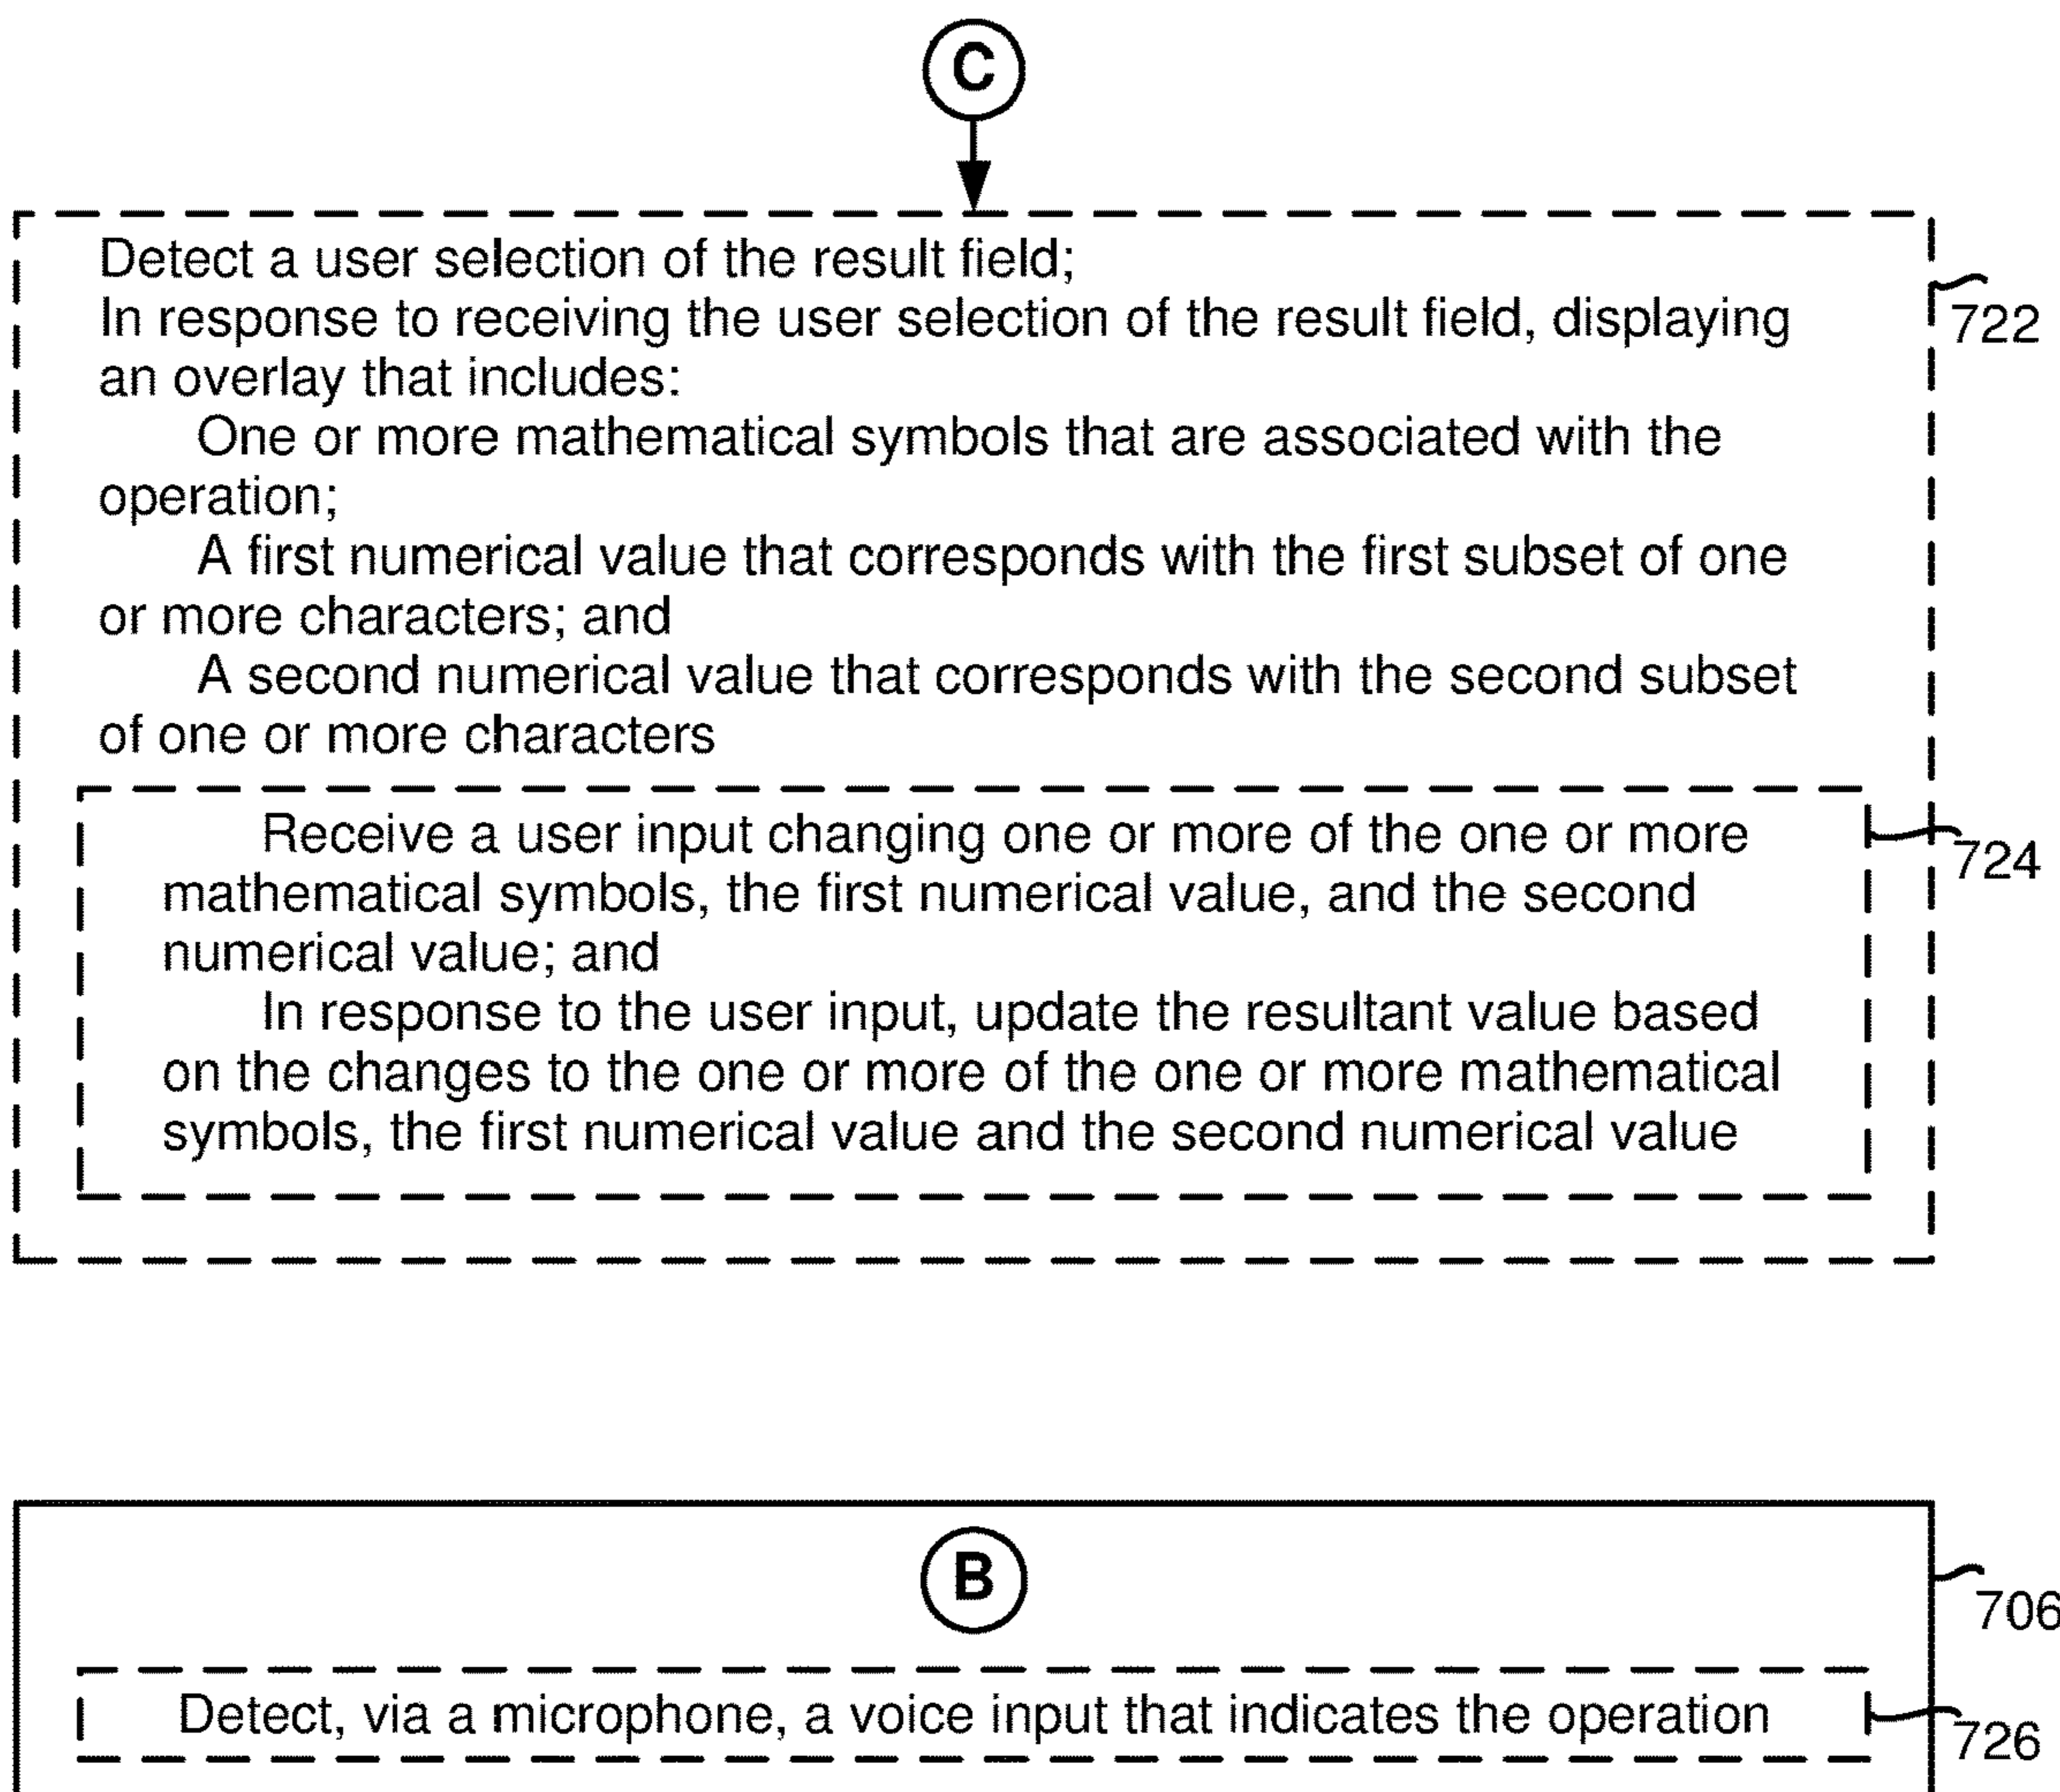 C
Detect a user selection of the result field;
In response to receiving the user selection of the result field, displaying
an overlay that includes:
One or more mathematical symbols that are associated with the
operation;
A first numerical value that corresponds with the first subset of one
or more characters; and
A second numerical value that corresponds with the second subset
of one or more characters
722
Receive a user input changing one or more of the one or more
mathematical symbols, the first numerical value, and the second
numerical value; and
In response to the user input, update the resultant value based
on the changes to the one or more of the one or more mathematical
symbols, the first numerical value and the second numerical value
724
B
706
Detect, via a microphone, a voice input that indicates the operation
726